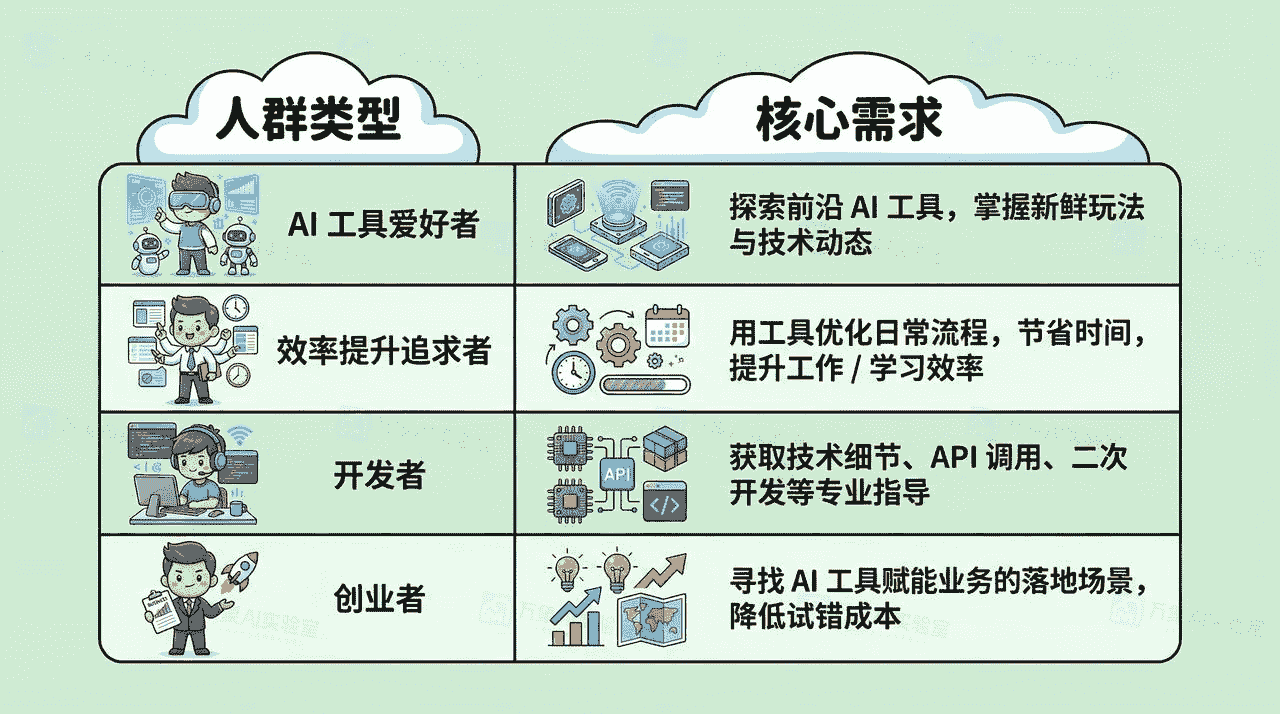 人群类型
核心需求
AI 工具爱好者
探索前沿 AI 工具，掌握新鲜玩法
与技术动态
效率提升追求者
用工具优化日常流程，节省时间，
提升工作 / 学习效率
开发者
API
获取技术细节、API 调用、二次
开发等专业指导
创业者
寻找 AI 工具赋能业务的落地场景，
降低试错成本